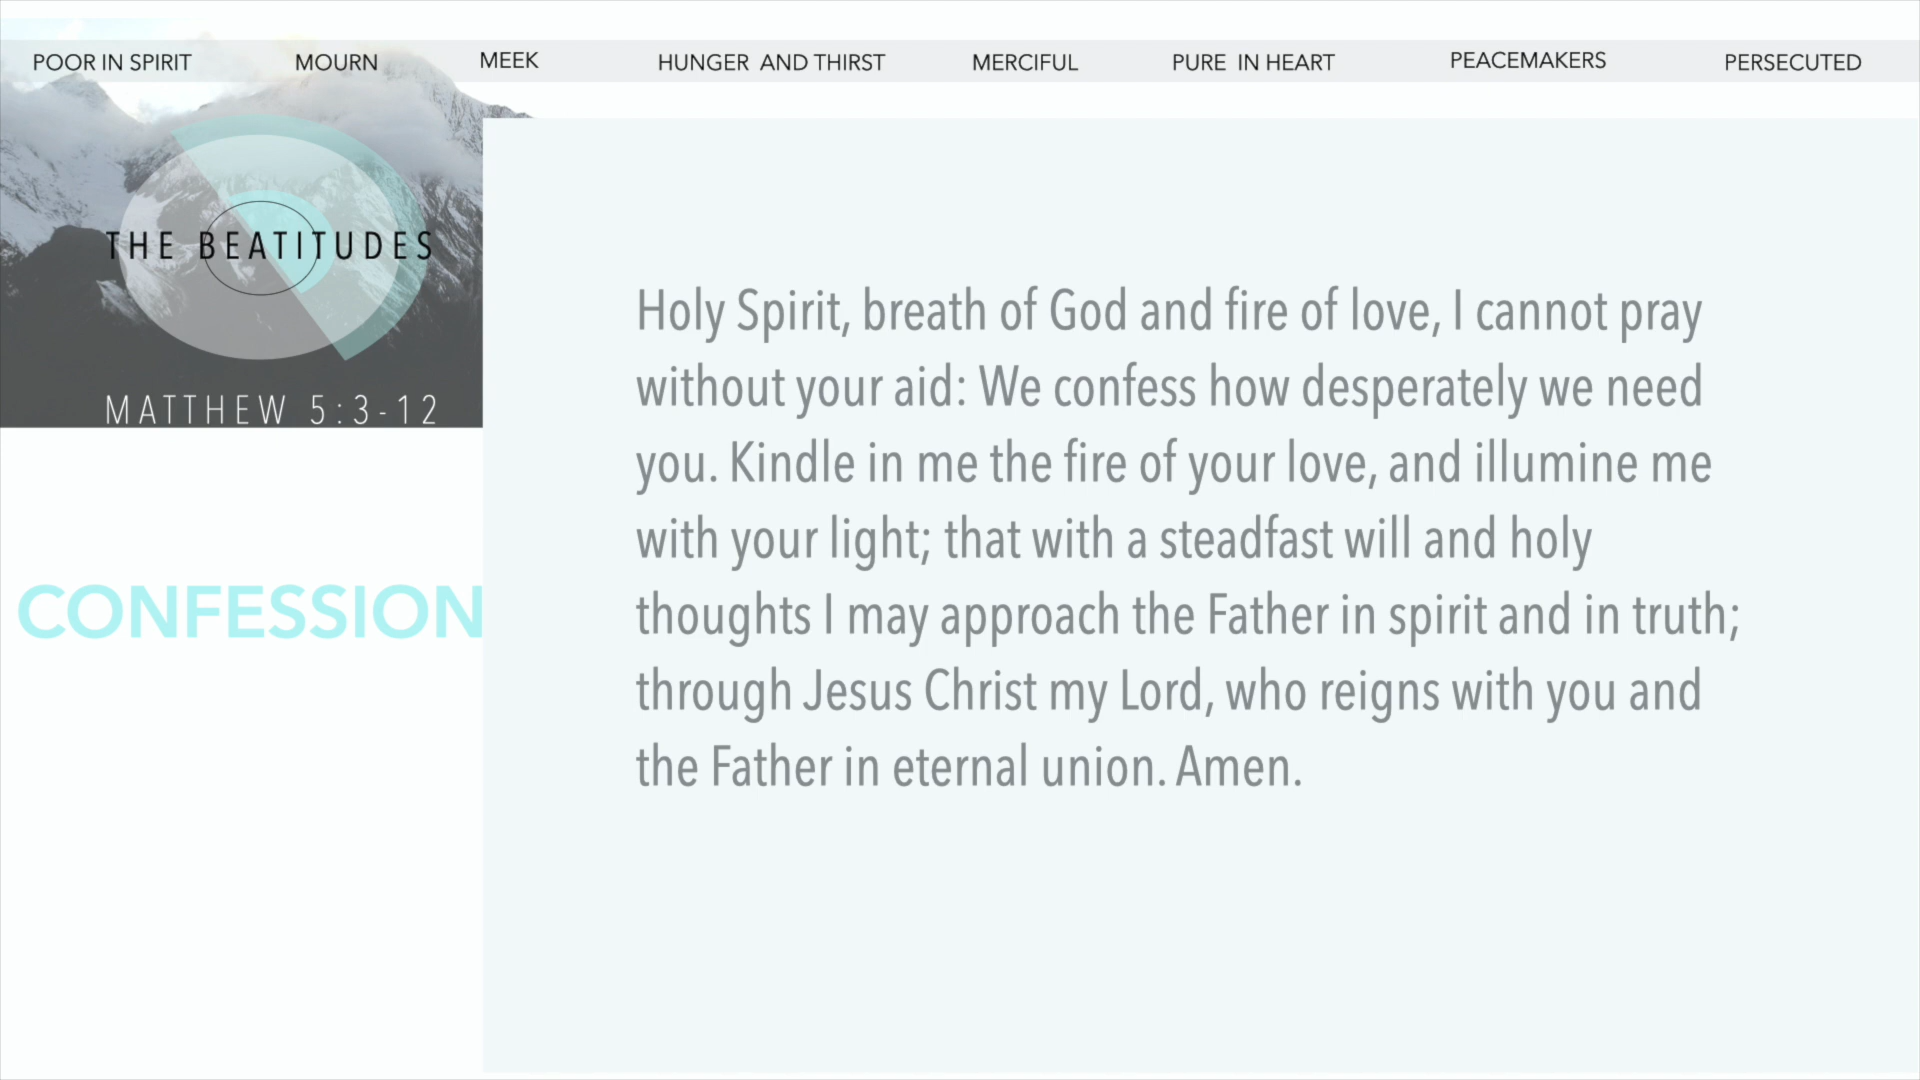 POOR IN SPIRIT MOURN MEEK HUNGER AND THIRST MERCIFUL PURE IN HEART PEACEMAKERS PERSECUTED
THE BEATITUDES
MATTHEW 5:3-12
CONFESSION
Holy Spirit, breath of God and fire of love, I cannot pray
without your aid: We confess how desperately we need
you. Kindle in me the fire of your love, and illumine me
with your light; that with a steadfast will and holy
thoughts I may approach the Father in spirit and in truth;
through Jesus Christ my Lord, who reigns with you and
the Father in eternal union. Amen.